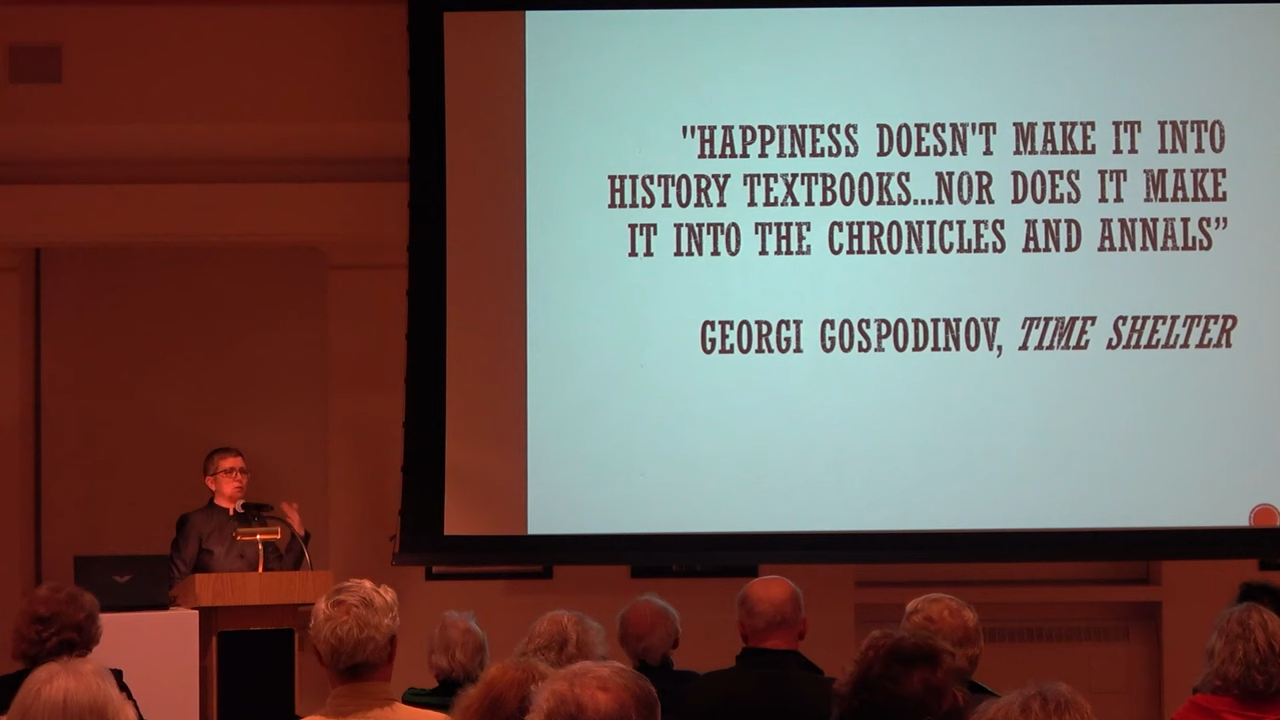 "HAPPINESS DOESN'T MAKE IT INTO
HISTORY TEXTBOOKS...NOR DOES IT MAKE
IT INTO THE CHRONICLES AND ANNALS”
GEORGI GOSPODINOV, TIME SHELTER